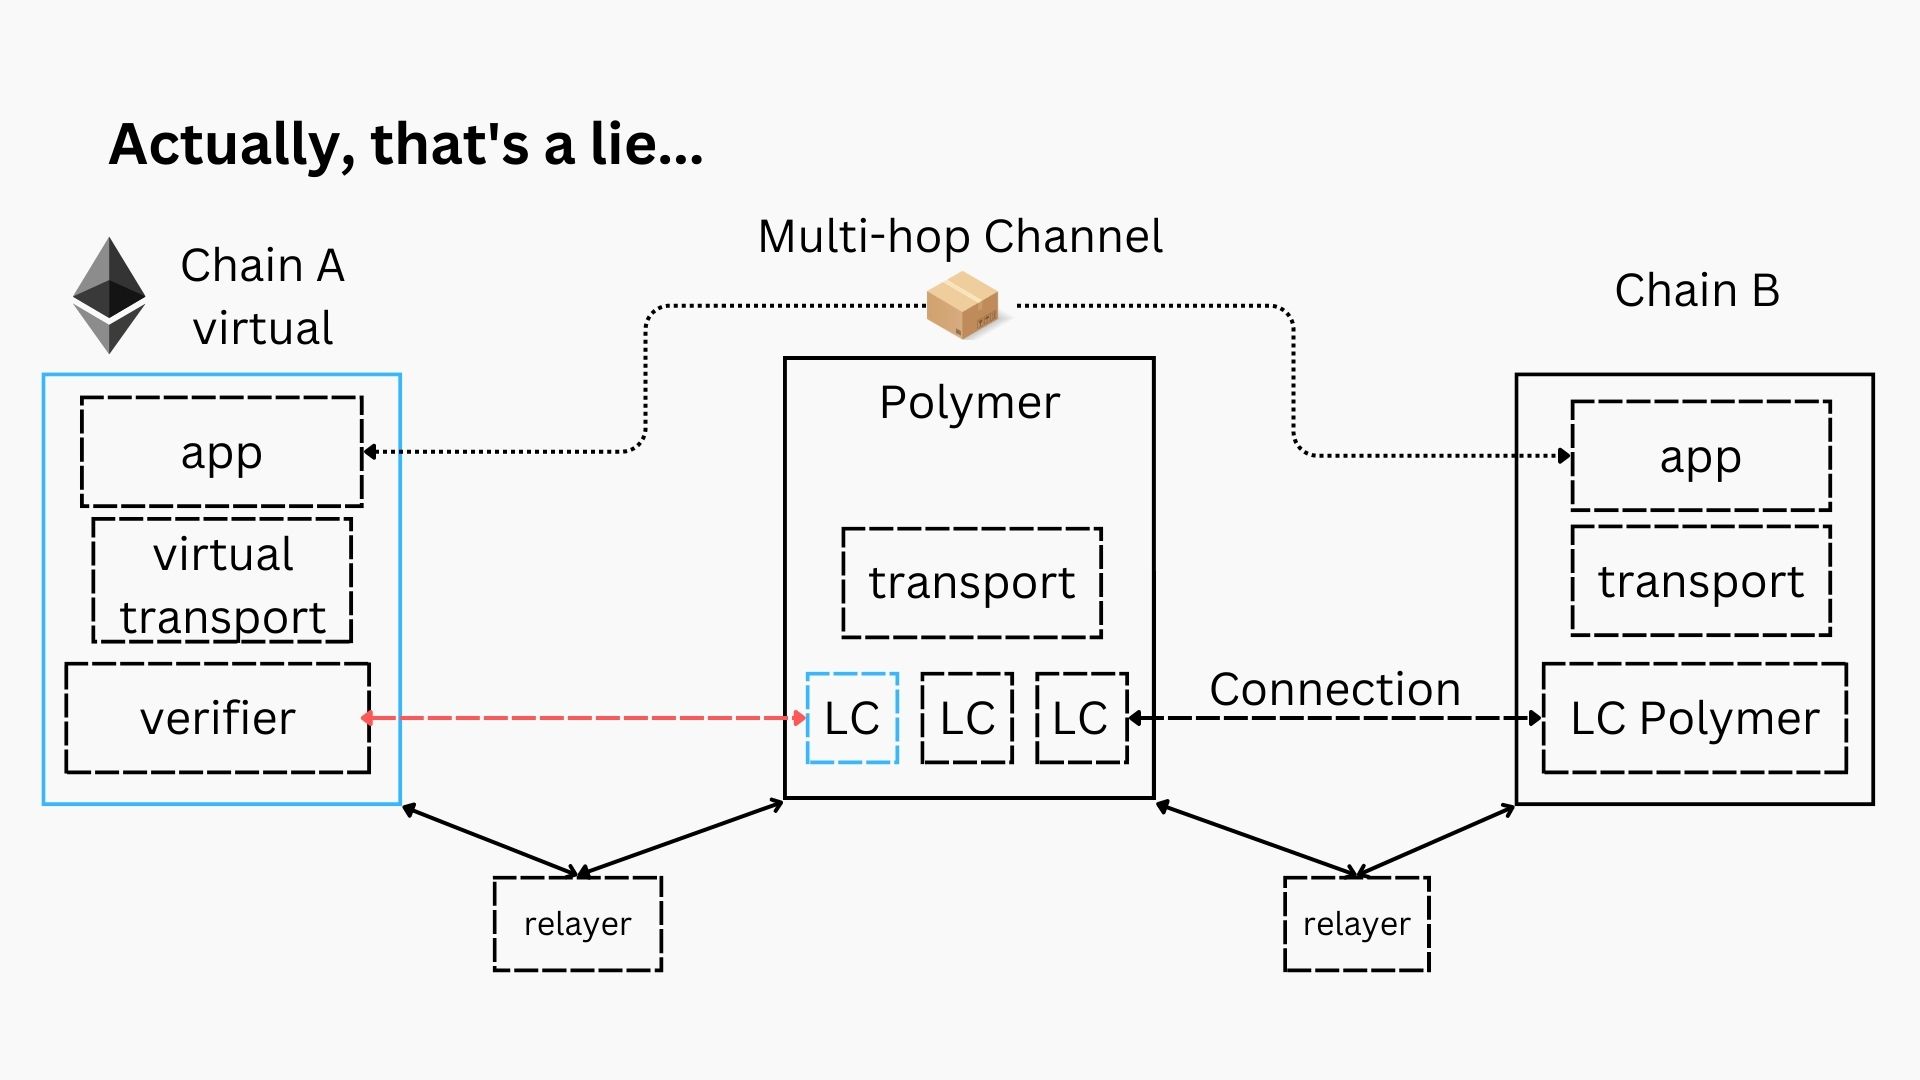 Actually, that's a lie...
Multi-hop Channel
Chain A
virtual
Chain B
app
virtual
transport
verifier
Polymer
transport
LC
LC
LC
Connection
app
transport
LC Polymer
relayer
relayer